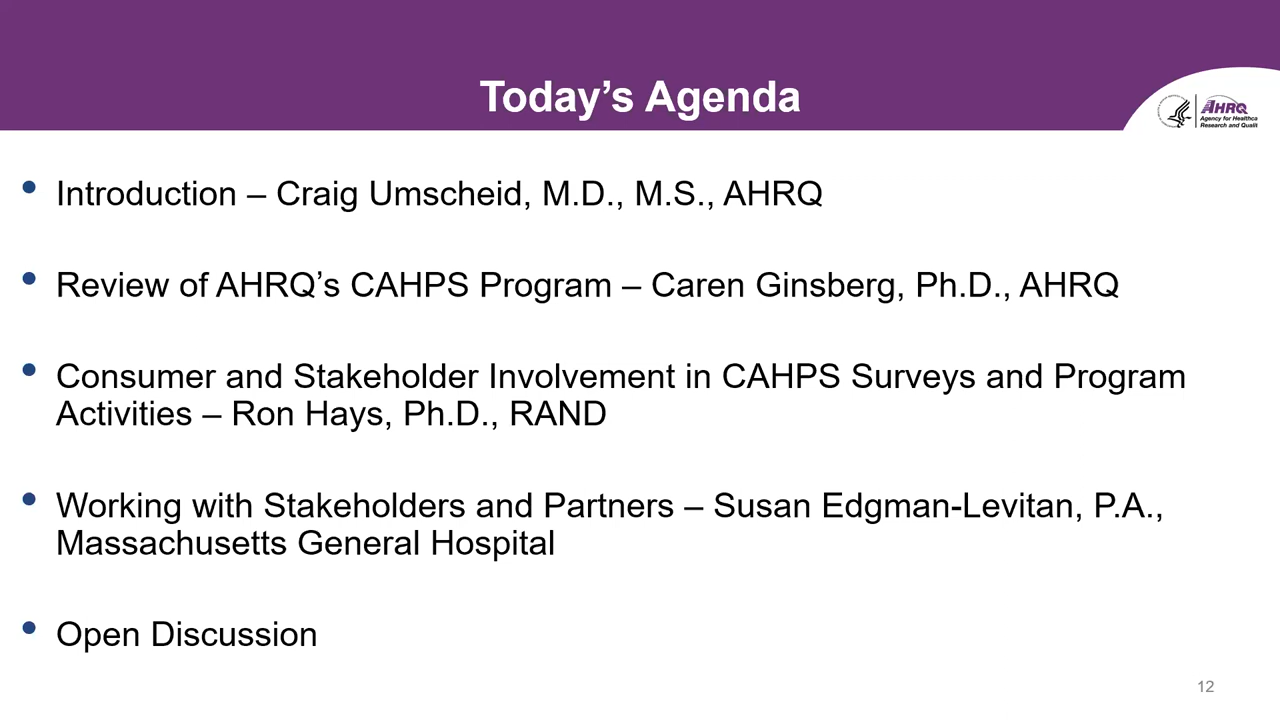 Today’s Agenda
AHRQ
Agency for Healthca
Research and Qualit
• Introduction – Craig Umscheid, M.D., M.S., AHRQ
• Review of AHRQ’s CAHPS Program – Caren Ginsberg, Ph.D., AHRQ
• Consumer and Stakeholder Involvement in CAHPS Surveys and Program
Activities – Ron Hays, Ph.D., RAND
• Working with Stakeholders and Partners – Susan Edgman-Levitan, P.A.,
Massachusetts General Hospital
• Open Discussion
12